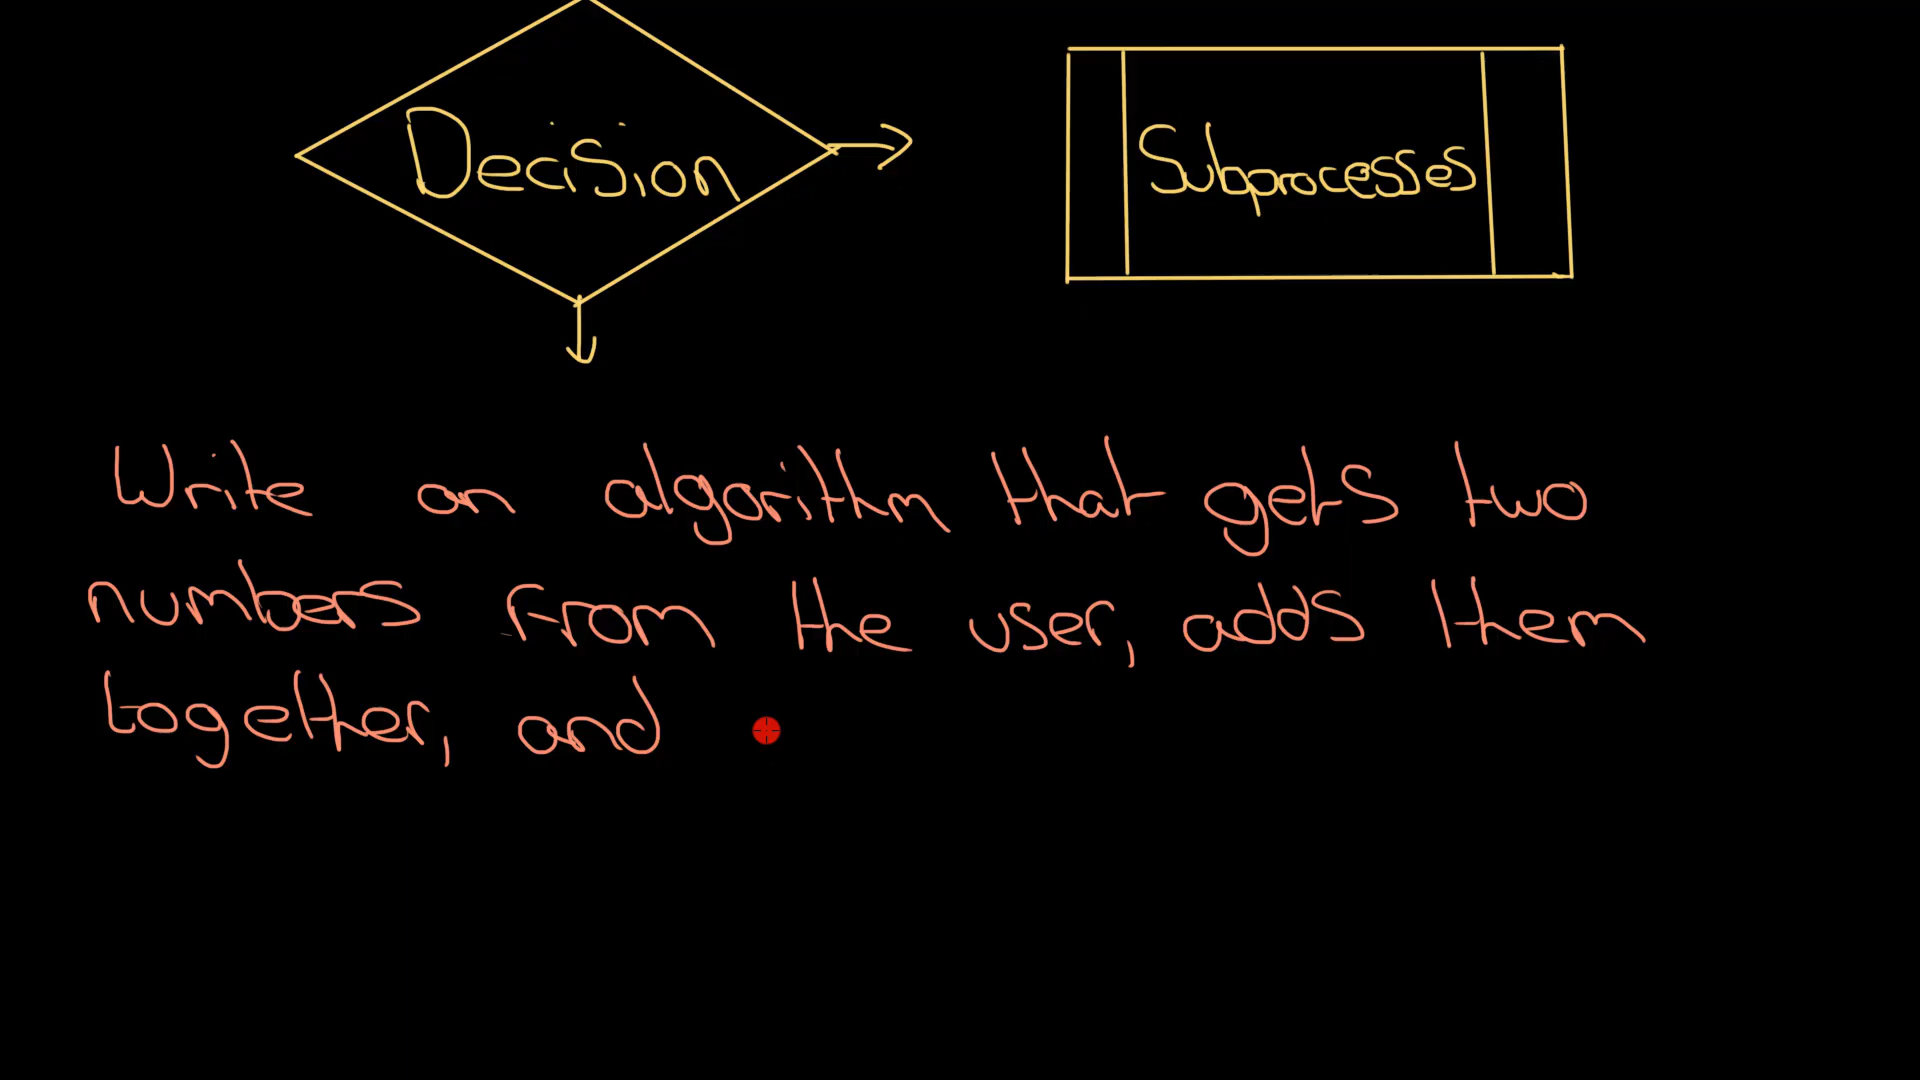 Decision
Subprocesses
Write an algorithm that gets two
numbers from the user, adds them
together, and